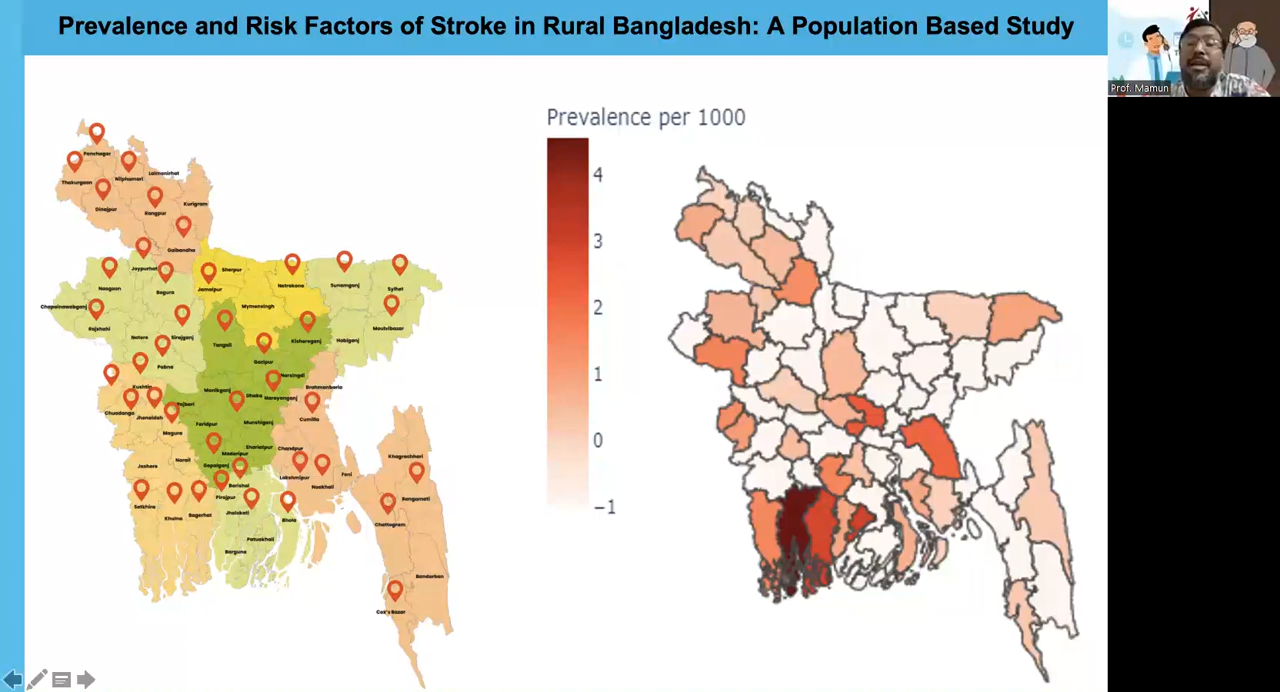 Prevalence and Risk Factors of Stroke in Rural Bangladesh: A Population Based Study
Prof. Mamun
Prevalence per 1000
4
3
2
1
0
−1
Panchagar
Thakurgaon
Nilphamari
Lalmonirhat
Dinajpur
Rangpur
Kurigram
Gaibandha
Joypurhat
Naogaon
Bogura
Jamalpur
Sherpur
Netrokona
Sunamganj
Sylhet
Chapainawabganj
Rajshahi
Mymensingh
Moulvibazar
Natore
Sirajganj
Tangail
Kishoreganj
Habiganj
Pabna
Gazipur
Kushtia
Narsingdi
Chuadanga
Jhenaidah
Manikganj
Dhaka
Narayanganj
Brahmanbaria
Rajbari
Magura
Faridpur
Munshiganj
Cumilla
Jashore
Narail
Madaripur
Shariatpur
Chandpur
Gopalganj
Lakshmipur
Feni
Khagrachhari
Barishal
Noakhali
Rangamati
Satkhira
Khulna
Bagerhat
Pirojpur
Jhalokati
Bhola
Chattogram
Patuakhali
Barguna
Bandarban
Cox's Bazar